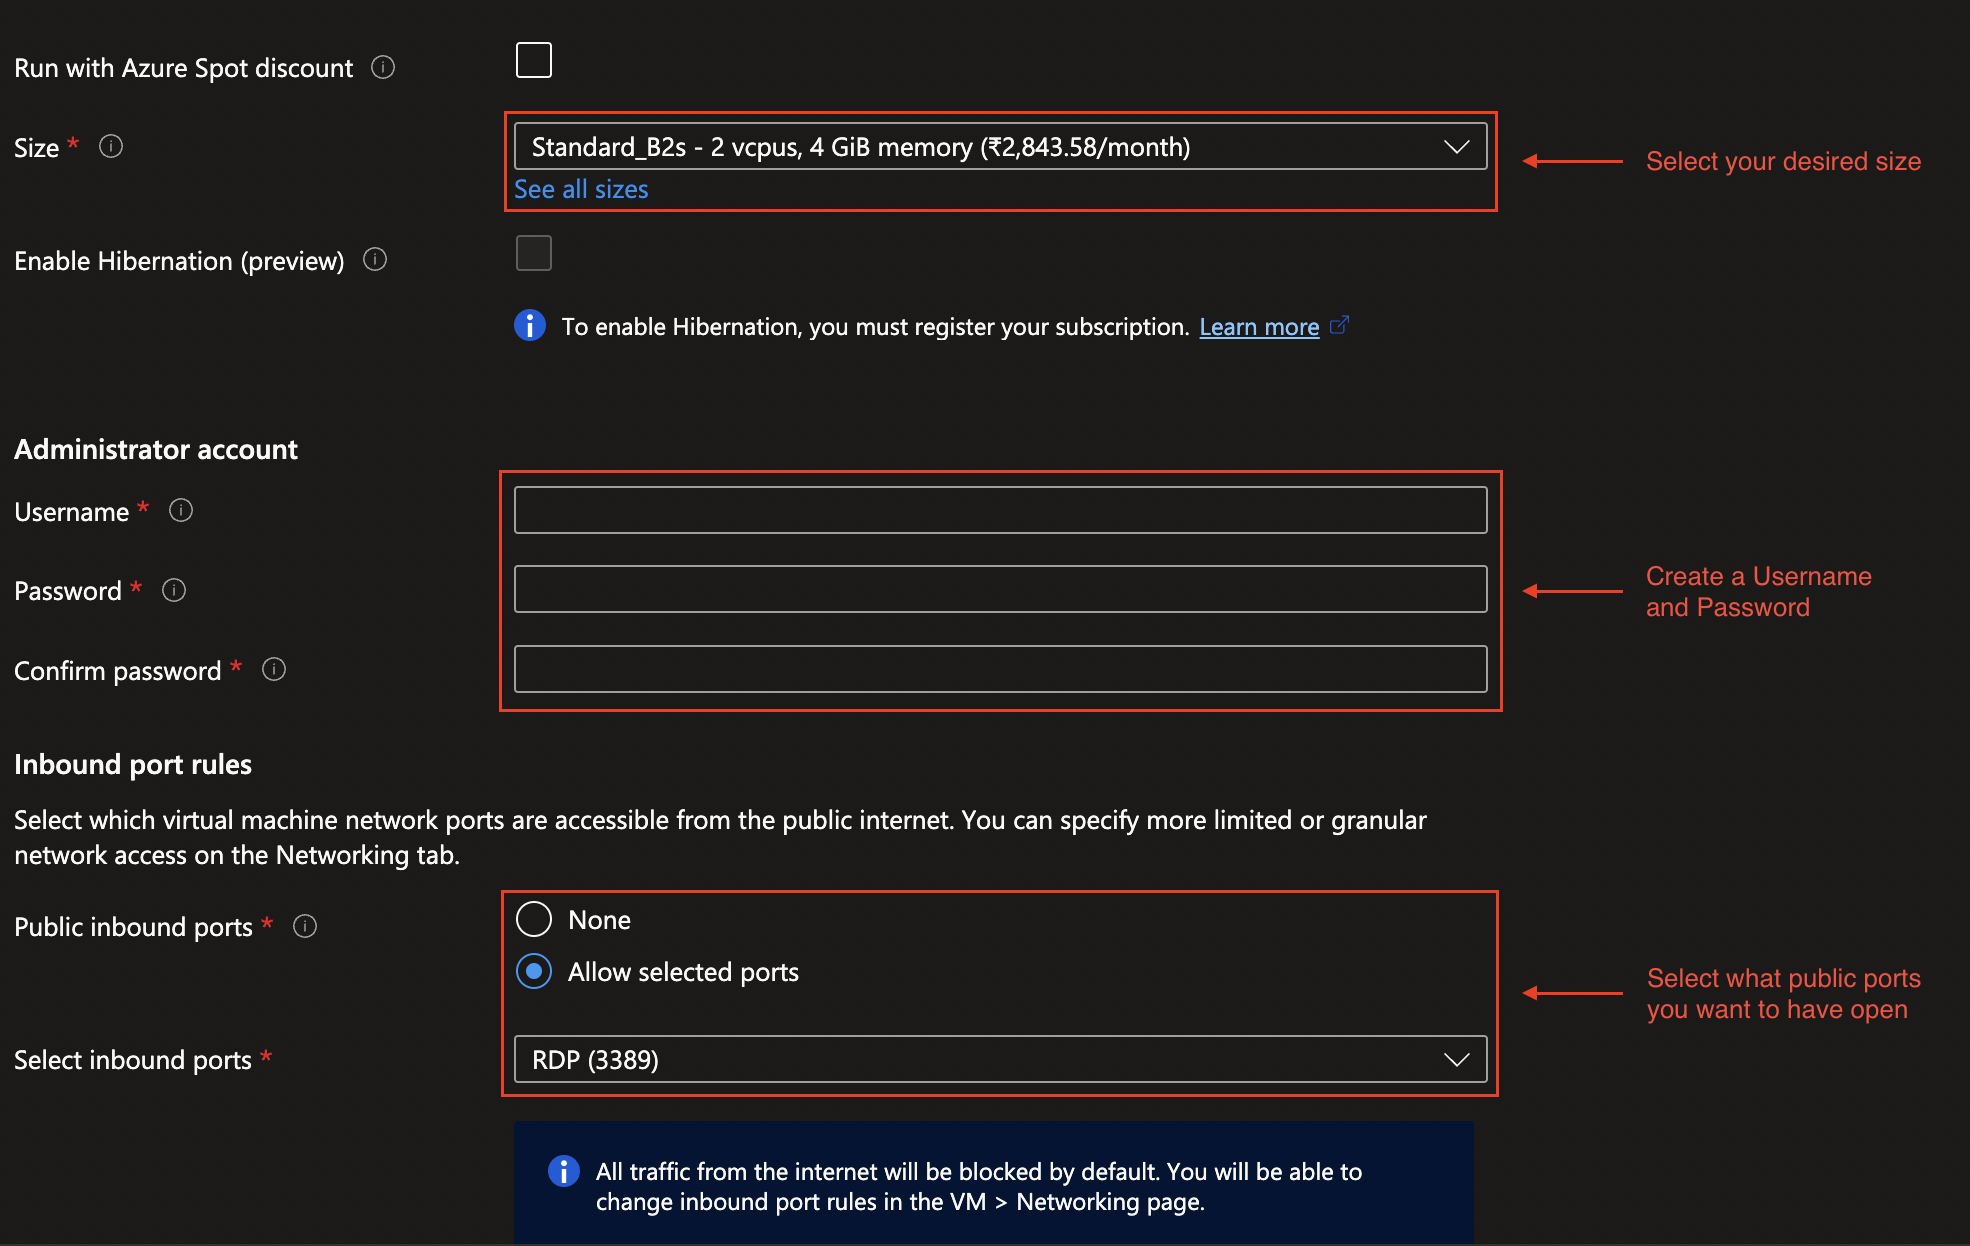 Run with Azure Spot discount
Size *
Standard_B2s - 2 vcpus, 4 GiB memory (₹2,843.58/month)
See all sizes
Select your desired size
Enable Hibernation (preview)
To enable Hibernation, you must register your subscription. Learn more
Administrator account
Username *
Password *
Confirm password *
Create a Username
and Password
Inbound port rules
Select which virtual machine network ports are accessible from the public internet. You can specify more limited or granular
network access on the Networking tab.
Public inbound ports *
None
Allow selected ports
Select what public ports
you want to have open
Select inbound ports *
RDP (3389)
All traffic from the internet will be blocked by default. You will be able to
change inbound port rules in the VM > Networking page.